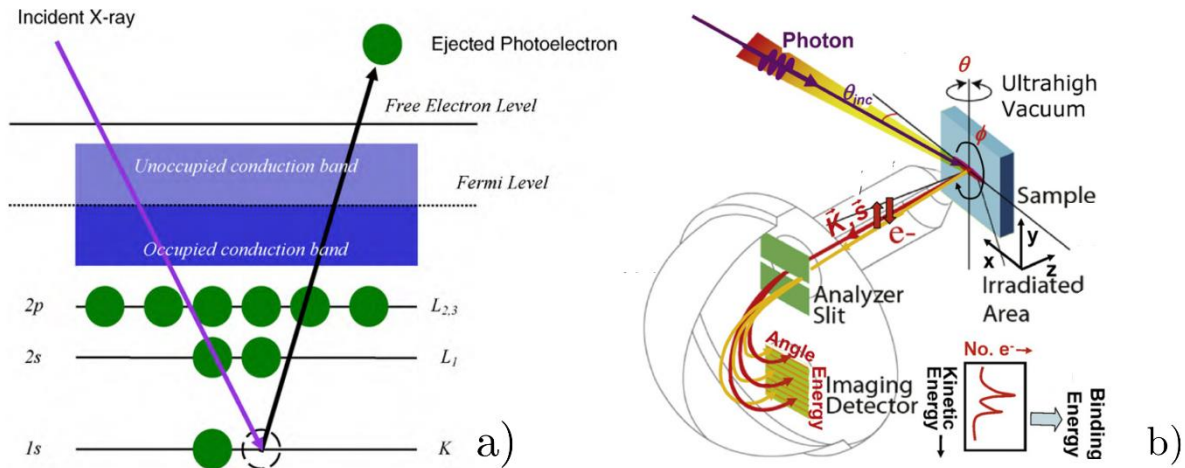 Incident X-ray
Ejected Photoelectron
Free Electron Level
Unoccupied conduction band
Fermi Level
Occupied conduction band
2p
L2,3
2s
L1
1s
K
a)
Photon
θinc
θ
Ultrahigh
Vacuum
ϕ
Sample
K⃗, s⃗
e-
y
x
z
Irradiated
Area
Analyzer
Slit
Angle
Energy
Imaging
Detector
No. e-→
Kinetic
Energy
Binding
Energy
b)